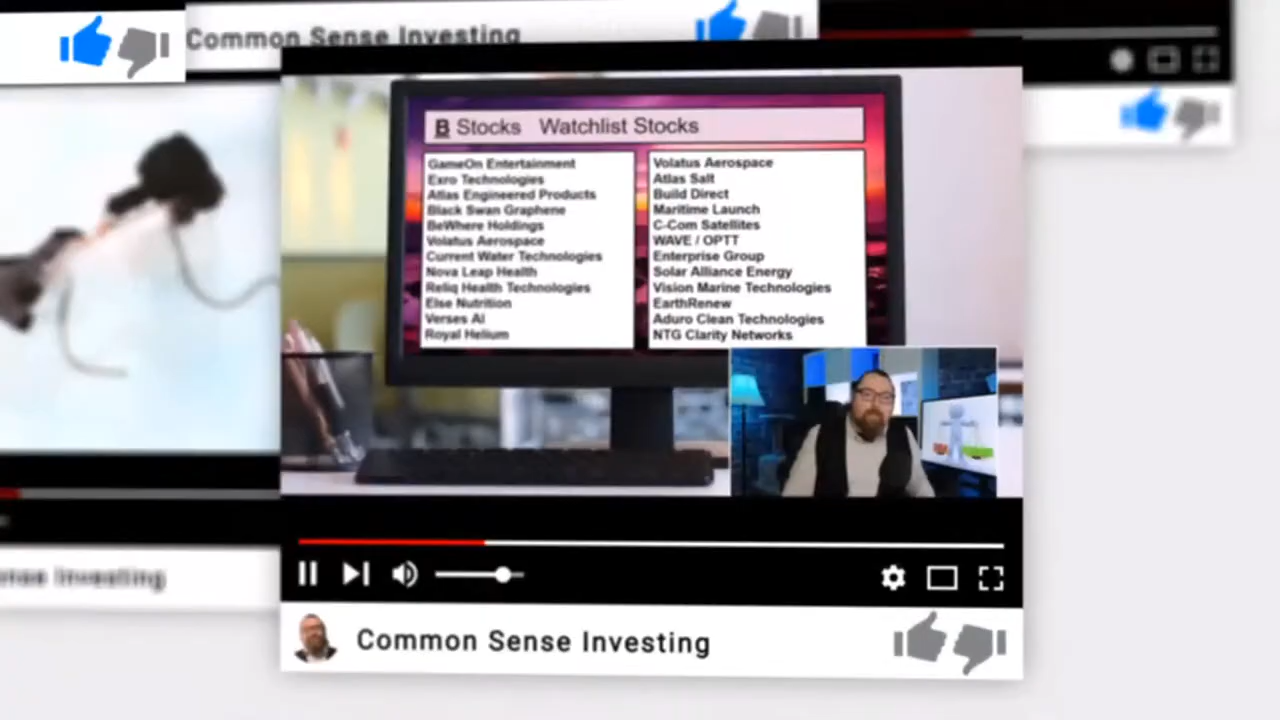 Common Sense Investing
B Stocks Watchlist Stocks
GameOn Entertainment
Exro Technologies
Atlas Engineered Products
Black Swan Graphene
BeWhere Holdings
Volatus Aerospace
Current Water Technologies
Nova Leap Health
Reliq Health Technologies
Else Nutrition
Verses AI
Royal Helium
Volatus Aerospace
Atlas Salt
Build Direct
Maritime Launch
C-Com Satellites
WAVE / OPTT
Enterprise Group
Solar Alliance Energy
Vision Marine Technologies
EarthRenew
Aduro Clean Technologies
NTG Clarity Networks
nse Investing
Common Sense Investing